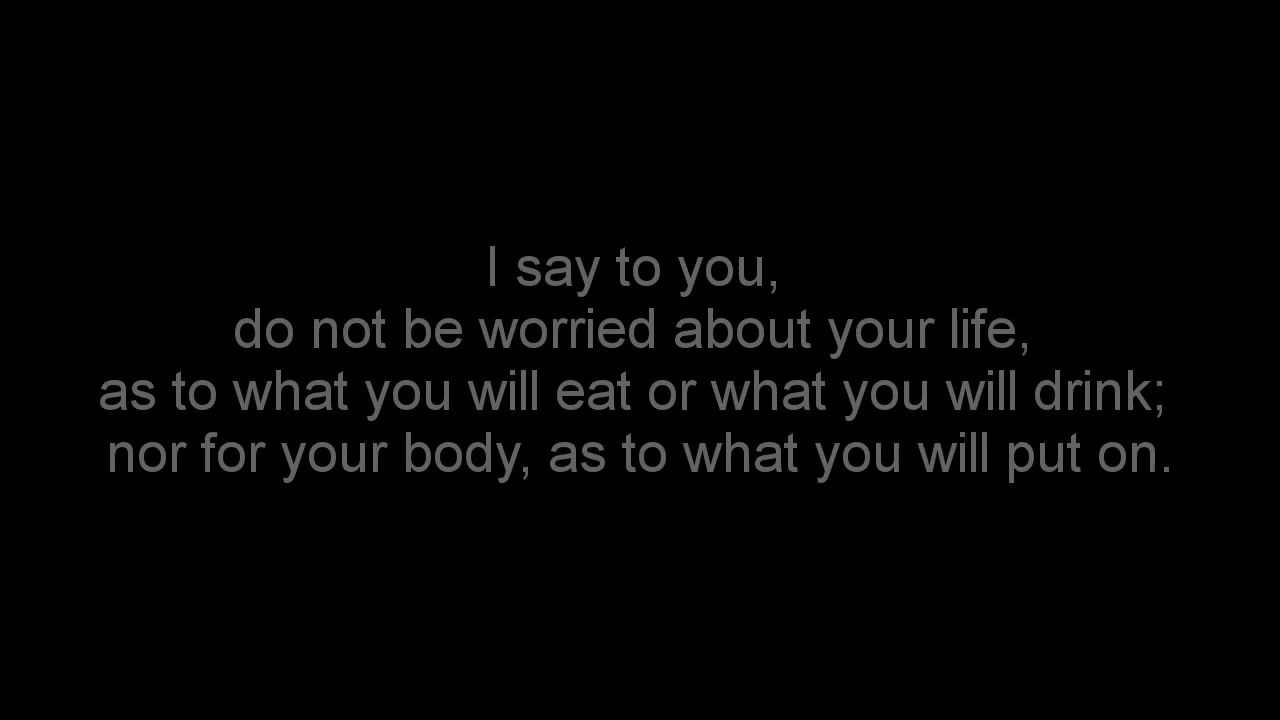 I say to you,
do not be worried about your life,
as to what you will eat or what you will drink;
nor for your body, as to what you will put on.